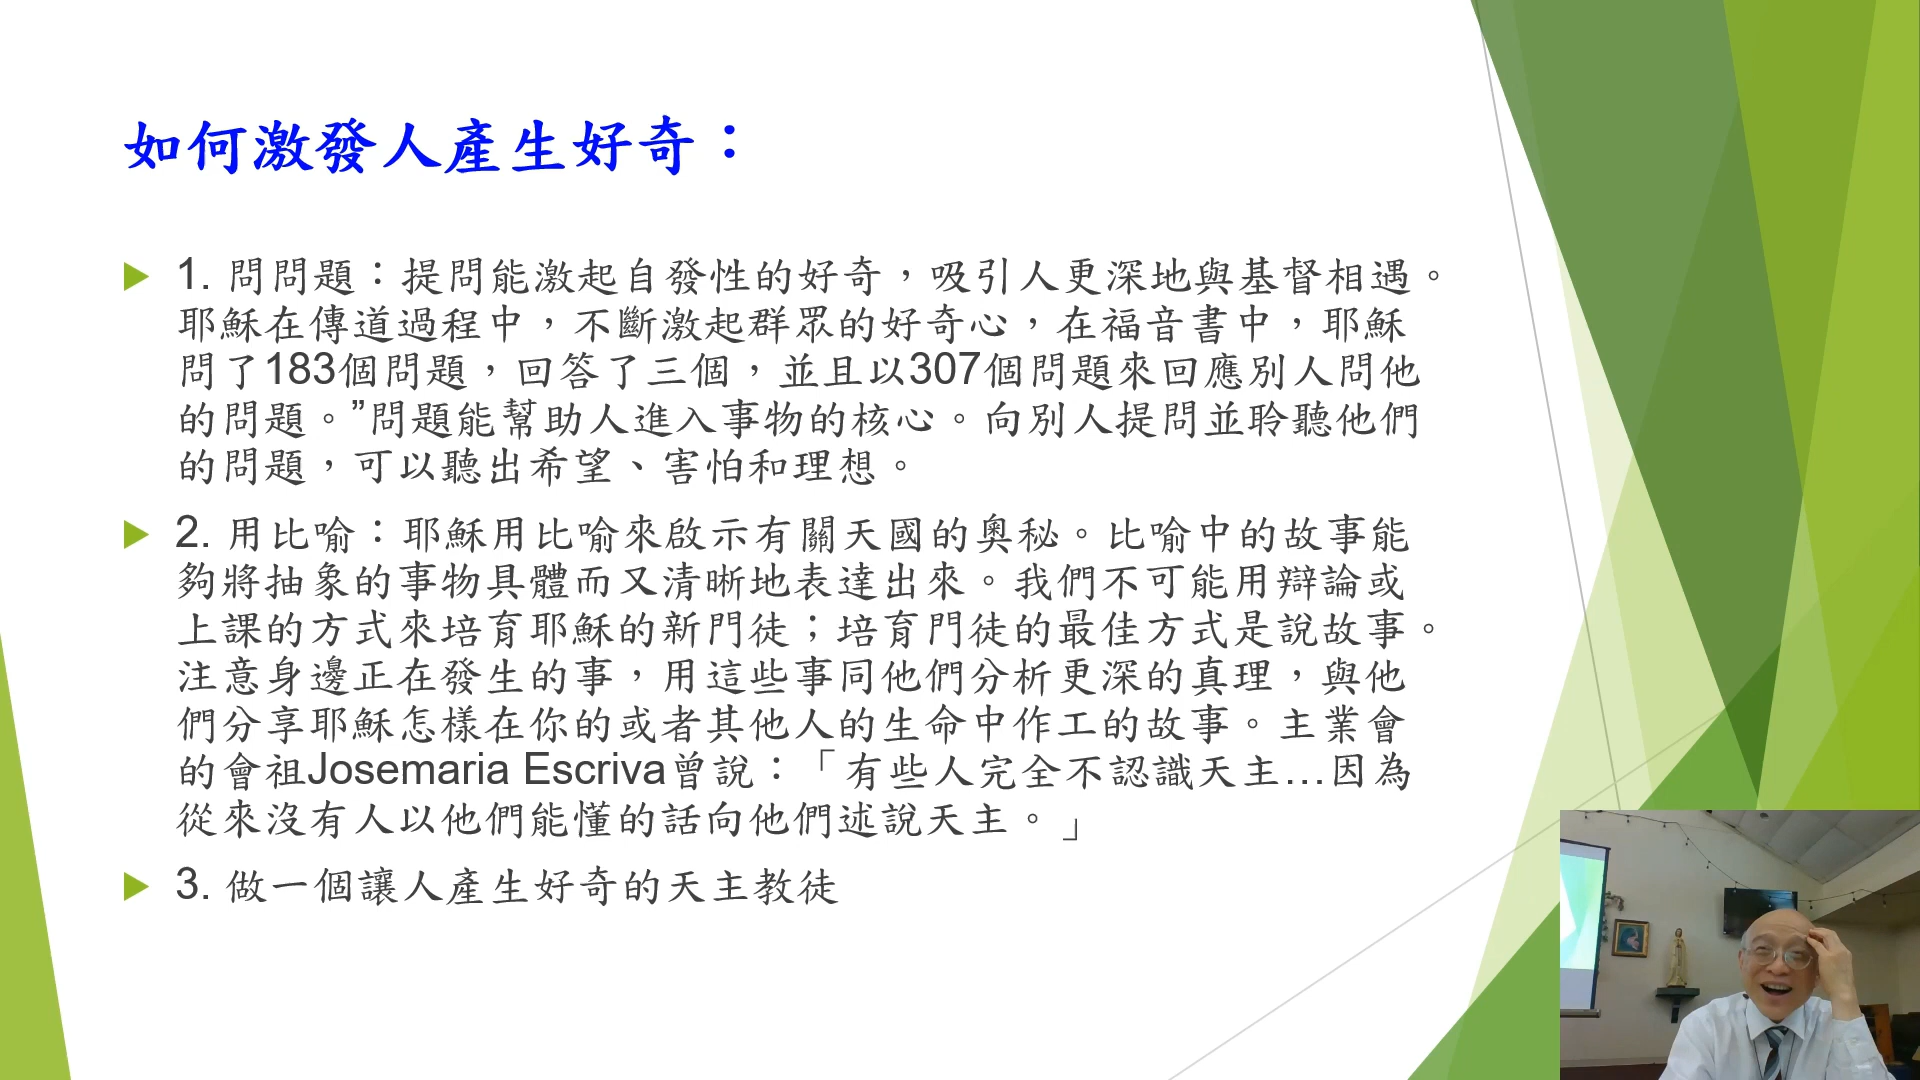 如何激發人產生好奇：
1. 問問題：提問能激起自發性的好奇，吸引人更深地與基督相遇。
耶穌在傳道過程中，不斷激起群眾的好奇心，在福音書中，耶穌
問了183個問題，回答了三個，並且以307個問題來回應別人問他
的問題。”問題能幫助人進入事物的核心。向別人提問並聆聽他們
的問題，可以聽出希望、害怕和理想。
2. 用比喻：耶穌用比喻來啟示有關天國的奧秘。比喻中的故事能
夠將抽象的事物具體而又清晰地表達出來。我們不可能用辯論或
上課的方式來培育耶穌的新門徒；培育門徒的最佳方式是說故事。
注意身邊正在發生的事，用這些事同他們分析更深的真理，與他
們分享耶穌怎樣在你的或者其他人的生命中作工的故事。主業會
的會祖Josemaria Escriva曾說：「有些人完全不認識天主…因為
從來沒有人以他們能懂的話向他們述說天主。」
3. 做一個讓人產生好奇的天主教徒